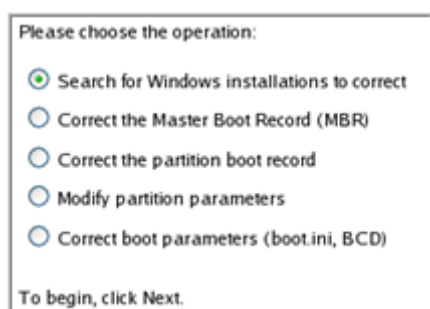 Please choose the operation:
Search for Windows installations to correct
Correct the Master Boot Record (MBR)
Correct the partition boot record
Modify partition parameters
Correct boot parameters (boot.ini, BCD)
To begin, click Next.